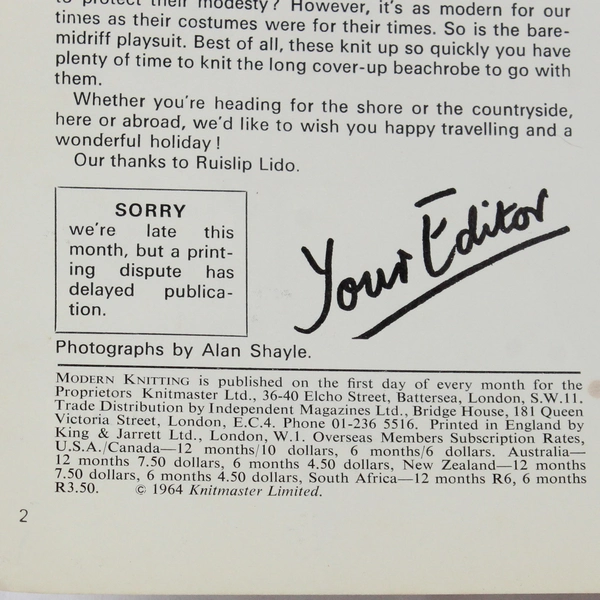 to protect their modesty? However, it's as modern for our
times as their costumes were for their times. So is the bare-
midriff playsuit. Best of all, these knit up so quickly you have
plenty of time to knit the long cover-up beachrobe to go with
them.
Whether you're heading for the shore or the countryside,
here or abroad, we'd like to wish you happy travelling and a
wonderful holiday!
Our thanks to Ruislip Lido.
SORRY
we're late this
month, but a print-
ing dispute has
delayed publica-
tion.
Your Editor
Photographs by Alan Shayle.
MODERN KNITTING is published on the first day of every month for the
Proprietors Knitmaster Ltd., 36-40 Elcho Street, Battersea, London, S.W.11.
Trade Distribution by Independent Magazines Ltd., Bridge House, 181 Queen
Victoria Street, London, E.C.4. Phone 01-236 5516. Printed in England by
King & Jarrett Ltd., London, W.1. Overseas Members Subscription Rates,
U.S.A./Canada—12 months/10 dollars, 6 months/6 dollars. Australia—
12 months 7.50 dollars, 6 months 4.50 dollars, New Zealand—12 months
7.50 dollars, 6 months 4.50 dollars, South Africa—12 months R6, 6 months
R3.50. © 1964 Knitmaster Limited.
2